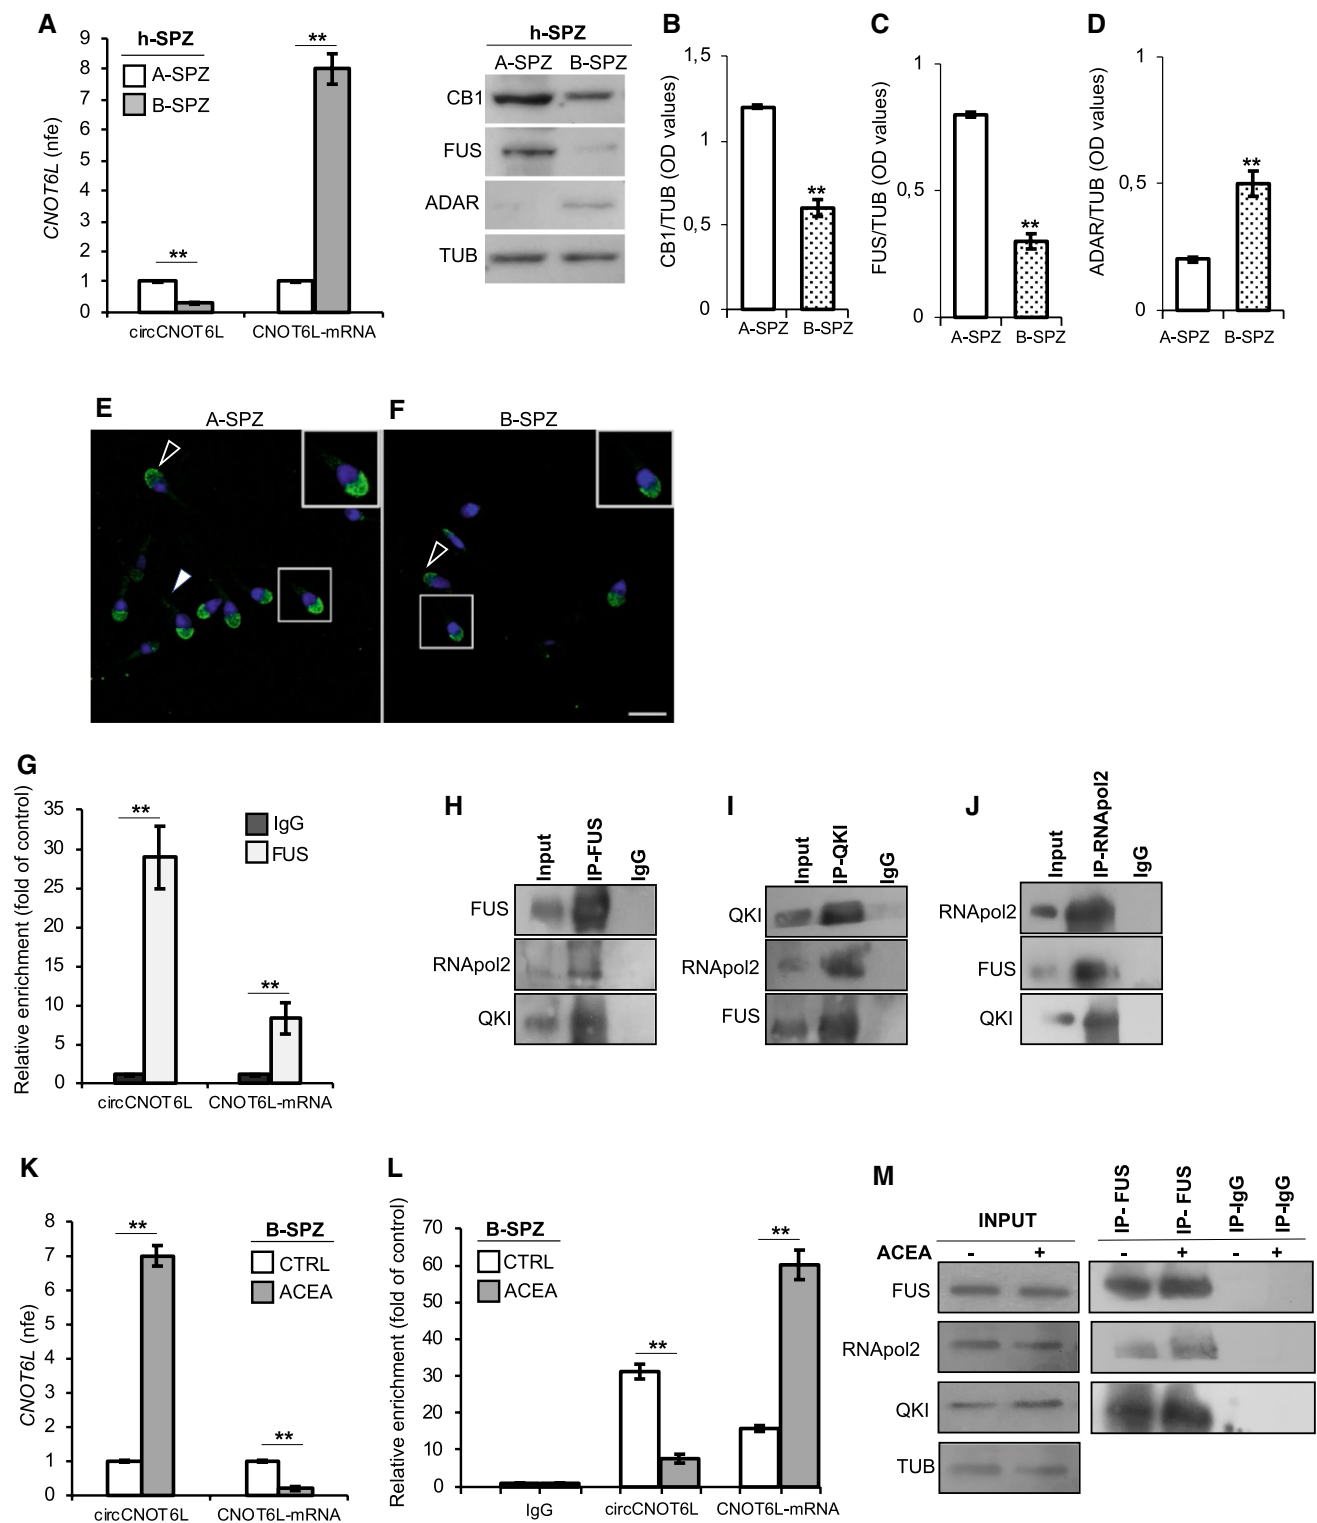 A
h-SPZ
A-SPZ
B-SPZ
CNOT6L (nfe)
9
8
7
6
5
4
3
2
1
0
**
**
circCNOT6L
CNOT6L-mRNA
h-SPZ
A-SPZ B-SPZ
CB1
FUS
ADAR
TUB
B
CB1/TUB (OD values)
1,5
1
0,5
0
**
A-SPZ B-SPZ
C
FUS/TUB (OD values)
1
0,5
0
**
A-SPZ B-SPZ
D
ADAR/TUB (OD values)
1
0,5
0
**
A-SPZ B-SPZ
E
A-SPZ
F
B-SPZ
G
Relative enrichment (fold of control)
35
30
25
20
15
10
5
0
**
**
IgG
FUS
circCNOT6L
CNOT6L-mRNA
H
Input
IP-FUS
IgG
FUS
RNApol2
QKI
I
Input
IP-QKI
IgG
QKI
RNApol2
FUS
J
Input
IP-RNApol2
IgG
RNApol2
FUS
QKI
K
CNOT6L (nfe)
8
7
6
5
4
3
2
1
0
**
**
B-SPZ
CTRL
ACEA
circCNOT6L
CNOT6L-mRNA
L
Relative enrichment (fold of control)
70
60
50
40
30
20
10
0
B-SPZ
CTRL
ACEA
**
**
IgG
circCNOT6L
CNOT6L-mRNA
M
INPUT
IP- FUS
IP- FUS
IP-IgG
IP-IgG
ACEA - + - + - +
FUS
RNApol2
QKI
TUB